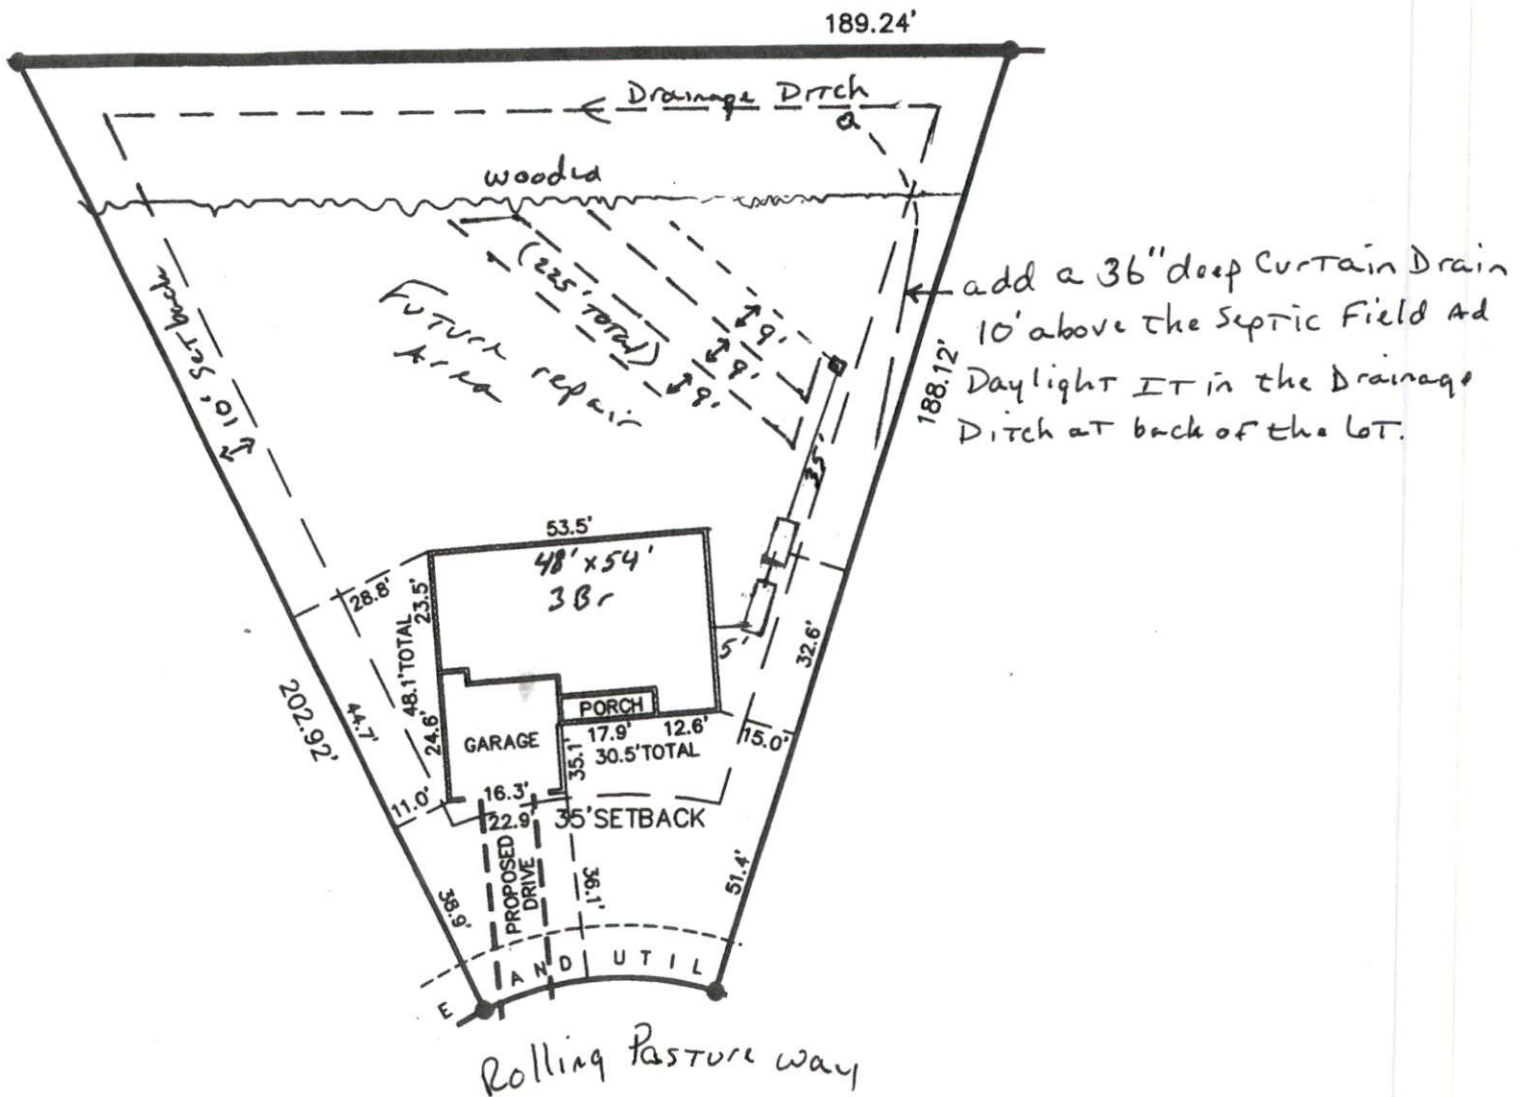 189.24'
Drainage Ditch
wooded
10' Setback
(225' Total)
Future repair
Area
9'
9'
9'
add a 36" deep Curtain Drain
10' above the Septic Field Ad
Daylight IT in the Drainage
Ditch at back of the Lot.
188.12'
35'
53.5'
48' x 54'
3 Br
28.8'
23.5'
48.1' TOTAL
24.6'
5'
32.6'
202.92'
44.7'
PORCH
GARAGE
17.9'
12.6'
30.5' TOTAL
35.1'
15.0'
11.0'
16.3'
22.9'
35' SETBACK
PROPOSED
DRIVE
36.1'
38.9'
51.4'
E AND UTIL
Rolling Pasture way